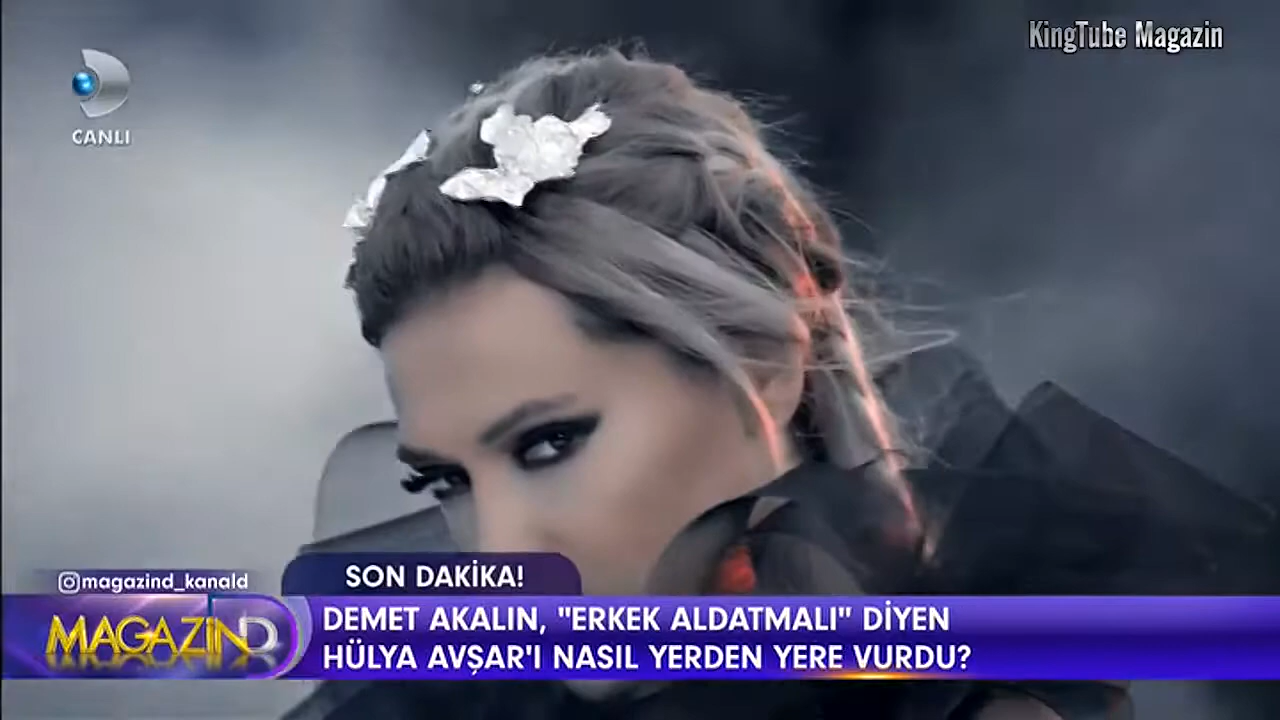 KingTube Magazin
CANLI
magazind_kanald
SON DAKİKA!
MAGAZİND
DEMET AKALIN, "ERKEK ALDATMALI" DİYEN
HÜLYA AVŞAR'I NASIL YERDEN YERE VURDU?